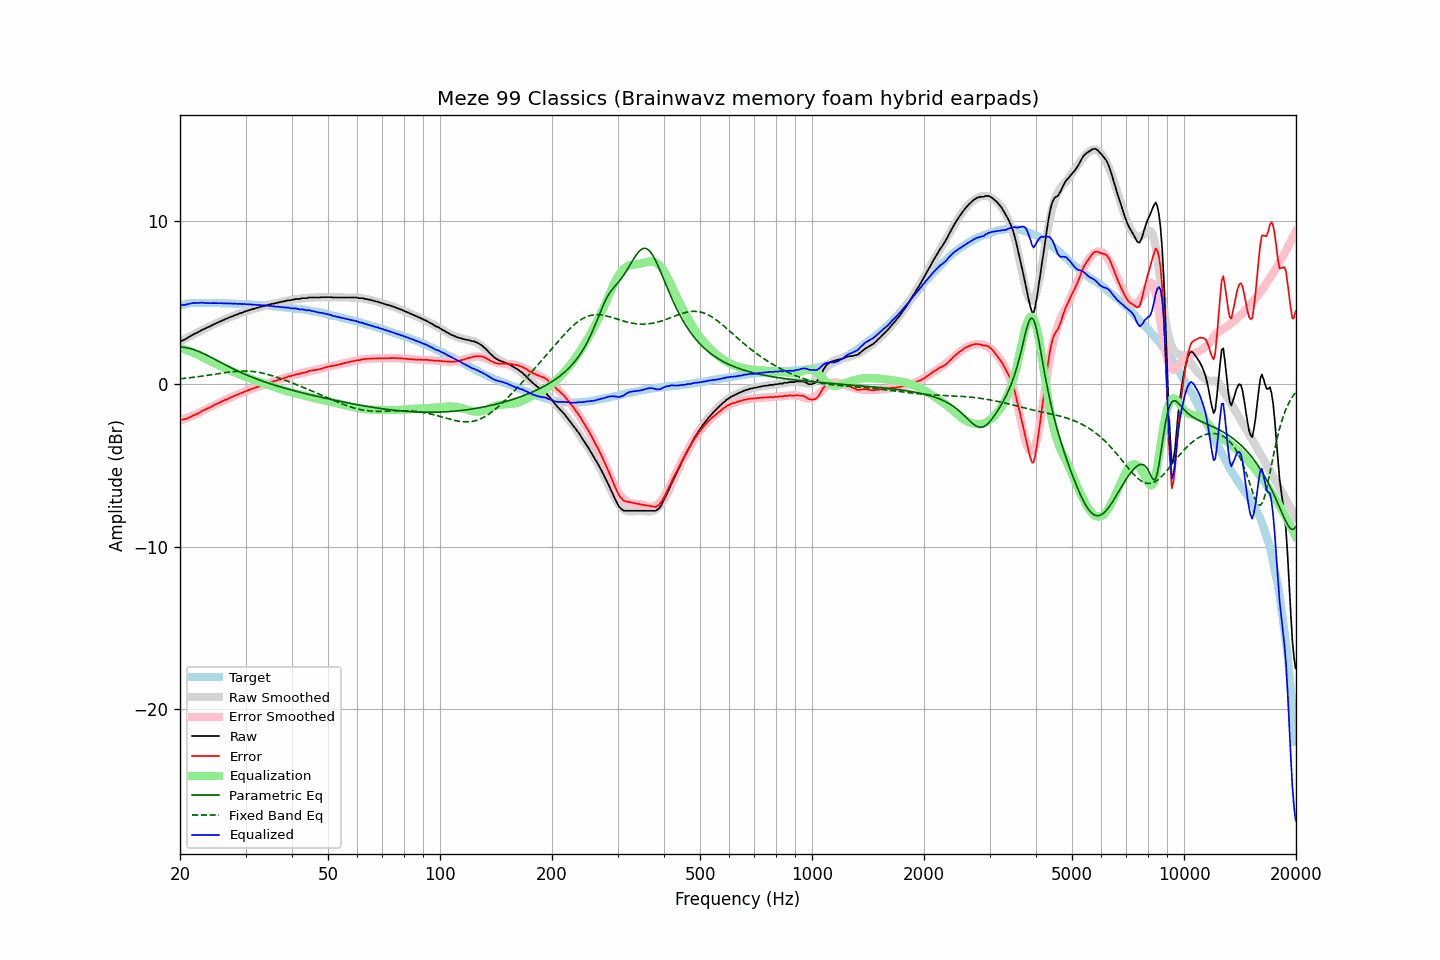 Meze 99 Classics (Brainwavz memory foam hybrid earpads)
Amplitude (dBr)
10
0
−10
−20
Target
Raw Smoothed
Error Smoothed
Raw
Error
Equalization
Parametric Eq
Fixed Band Eq
Equalized
20 50 100 200 500 1000 2000 5000 10000 20000
Frequency (Hz)